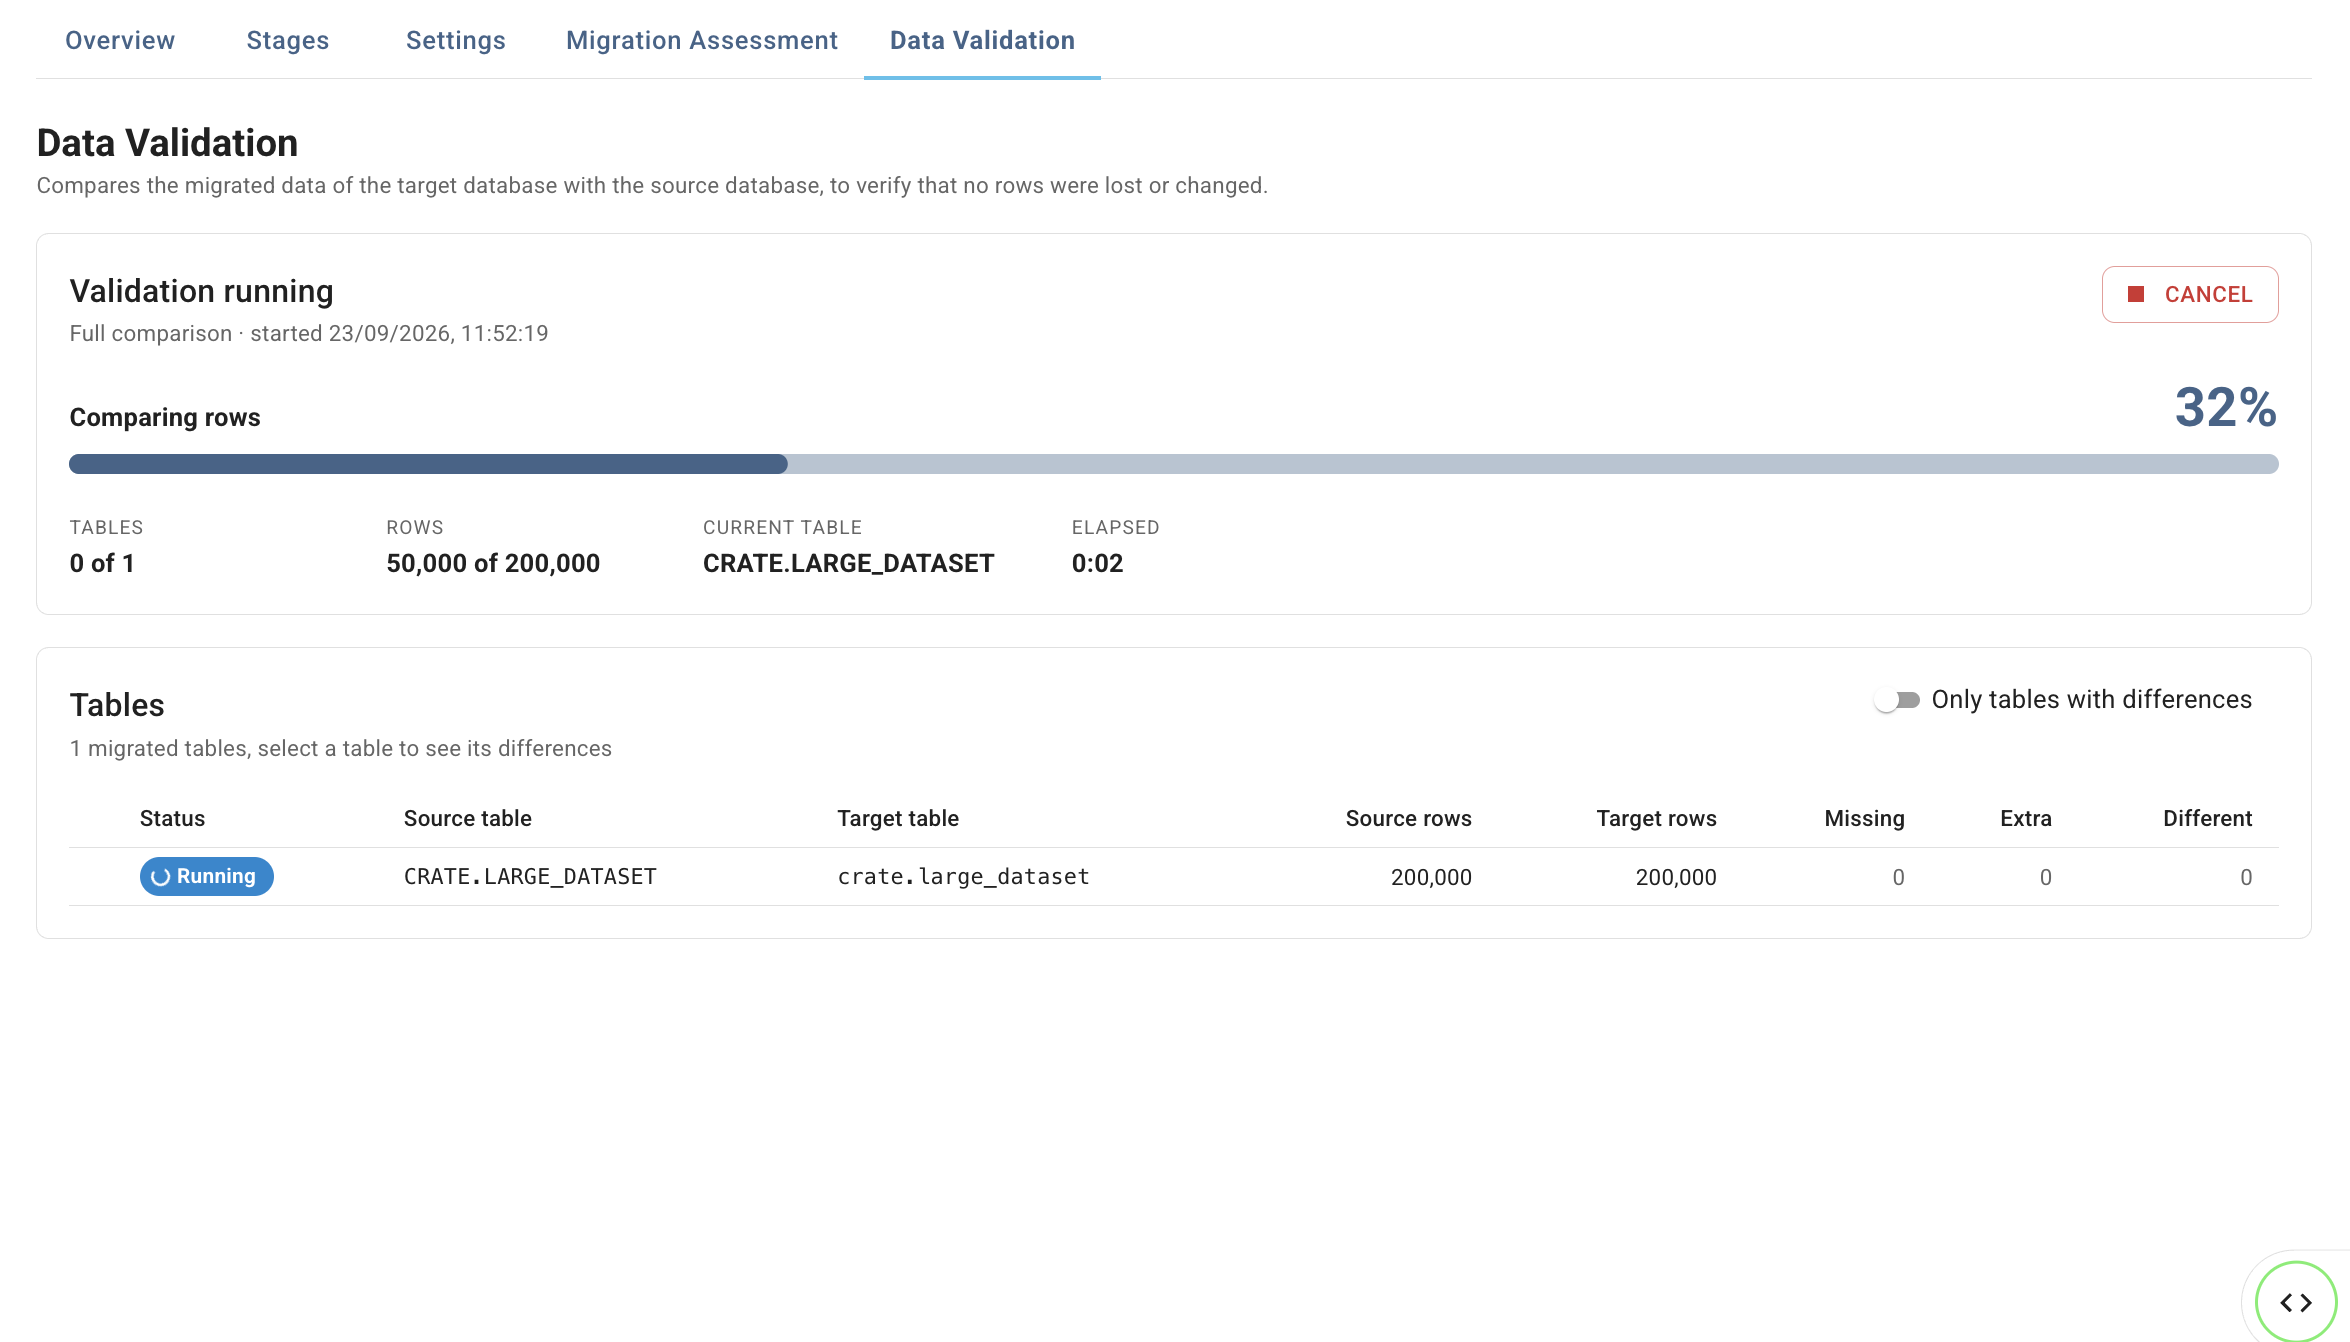 Overview Stages Settings Migration Assessment Data Validation
Data Validation
Compares the migrated data of the target database with the source database, to verify that no rows were lost or changed.
Validation running
CANCEL
Full comparison · started 23/09/2026, 11:52:19
Comparing rows
32%
TABLES ROWS CURRENT TABLE ELAPSED
0 of 1 50,000 of 200,000 CRATE.LARGE_DATASET 0:02
Tables
Only tables with differences
1 migrated tables, select a table to see its differences
Status Source table Target table Source rows Target rows Missing Extra Different
Running CRATE.LARGE_DATASET crate.large_dataset 200,000 200,000 0 0 0